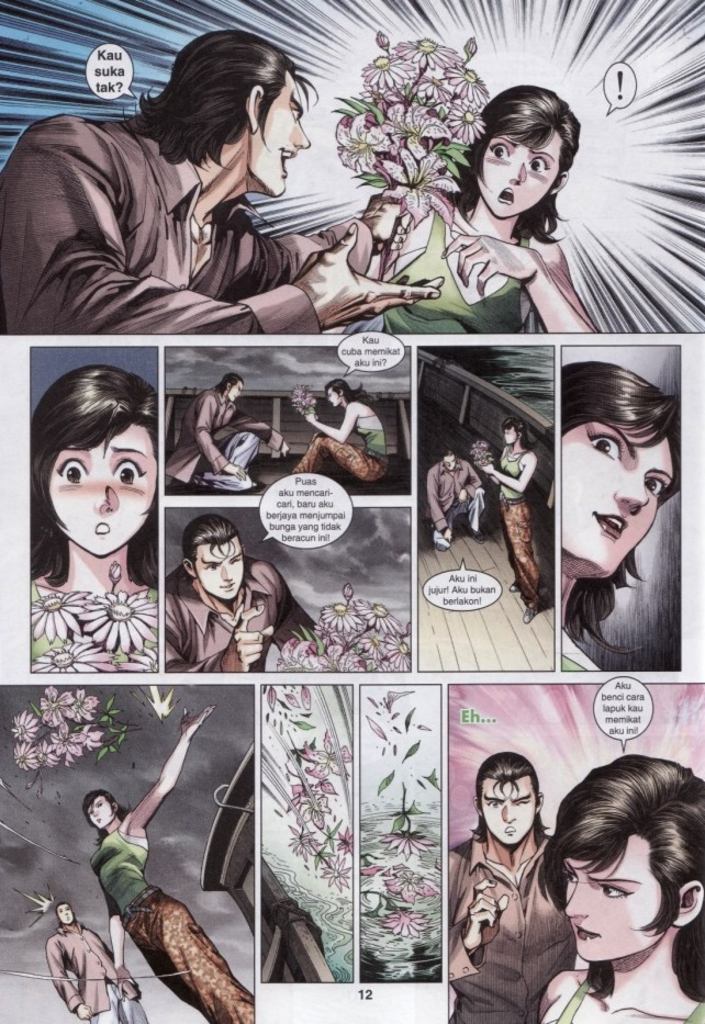 Kau
suka
tak?
!
Kau
cuba memikat
aku ini?
Puas
aku mencari-
cari, baru aku
berjaya menjumpai
bunga yang tidak
beracun ini!
Aku ini
jujur! Aku bukan
berlakon!
Eh...
Aku
benci cara
lapuk kau
memikat
aku ini!
12